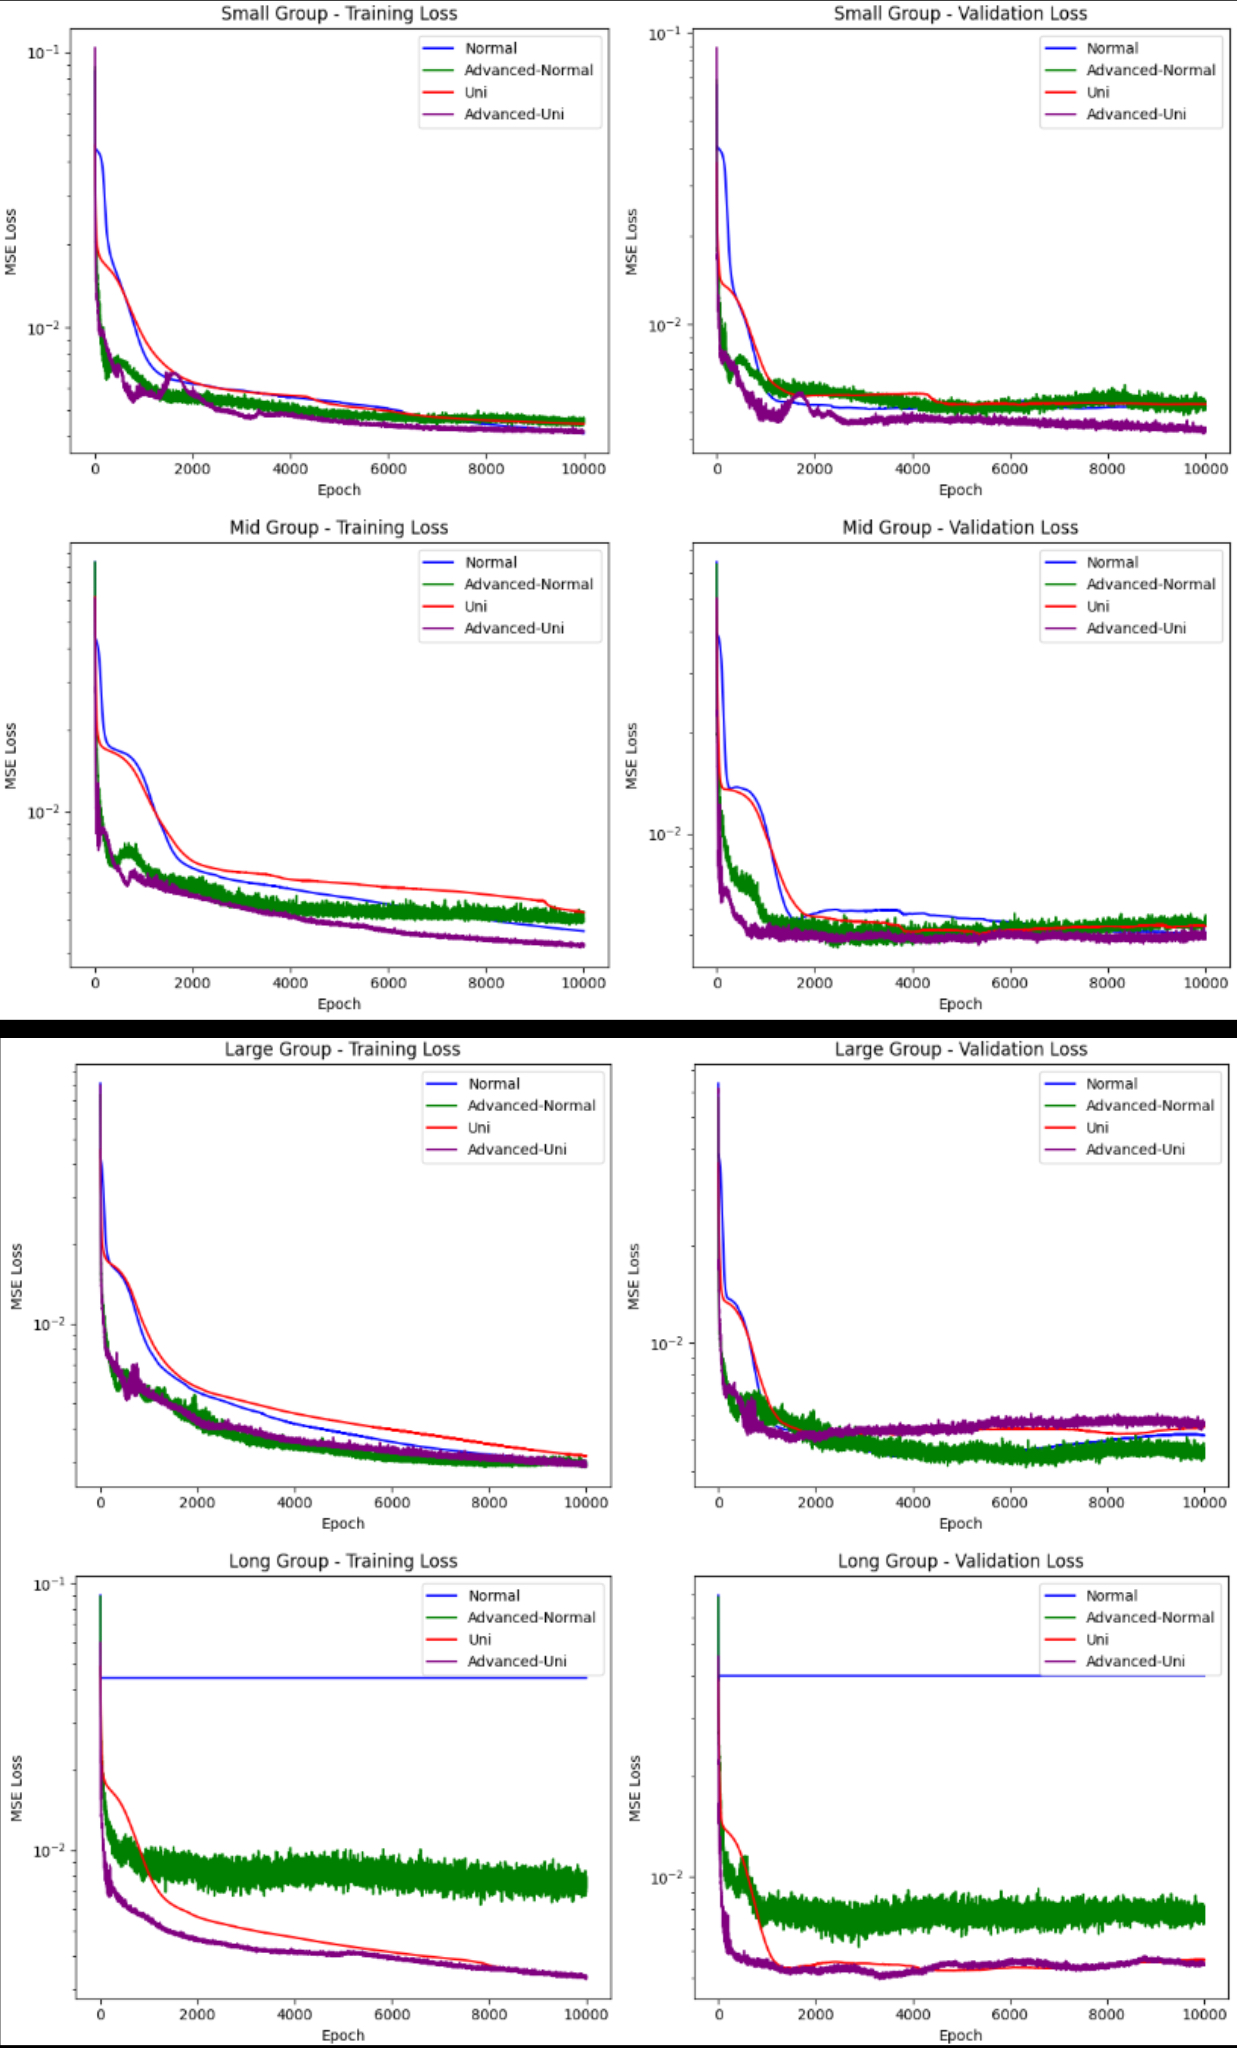 Small Group - Training Loss
10⁻¹
10⁻²
MSE Loss
Normal
Advanced-Normal
Uni
Advanced-Uni
0 2000 4000 6000 8000 10000
Epoch
Small Group - Validation Loss
10⁻¹
10⁻²
MSE Loss
Normal
Advanced-Normal
Uni
Advanced-Uni
0 2000 4000 6000 8000 10000
Epoch
Mid Group - Training Loss
10⁻²
MSE Loss
Normal
Advanced-Normal
Uni
Advanced-Uni
0 2000 4000 6000 8000 10000
Epoch
Mid Group - Validation Loss
10⁻²
MSE Loss
Normal
Advanced-Normal
Uni
Advanced-Uni
0 2000 4000 6000 8000 10000
Epoch
Large Group - Training Loss
10⁻²
MSE Loss
Normal
Advanced-Normal
Uni
Advanced-Uni
0 2000 4000 6000 8000 10000
Epoch
Large Group - Validation Loss
10⁻²
MSE Loss
Normal
Advanced-Normal
Uni
Advanced-Uni
0 2000 4000 6000 8000 10000
Epoch
Long Group - Training Loss
10⁻¹
10⁻²
MSE Loss
Normal
Advanced-Normal
Uni
Advanced-Uni
0 2000 4000 6000 8000 10000
Epoch
Long Group - Validation Loss
10⁻²
MSE Loss
Normal
Advanced-Normal
Uni
Advanced-Uni
0 2000 4000 6000 8000 10000
Epoch